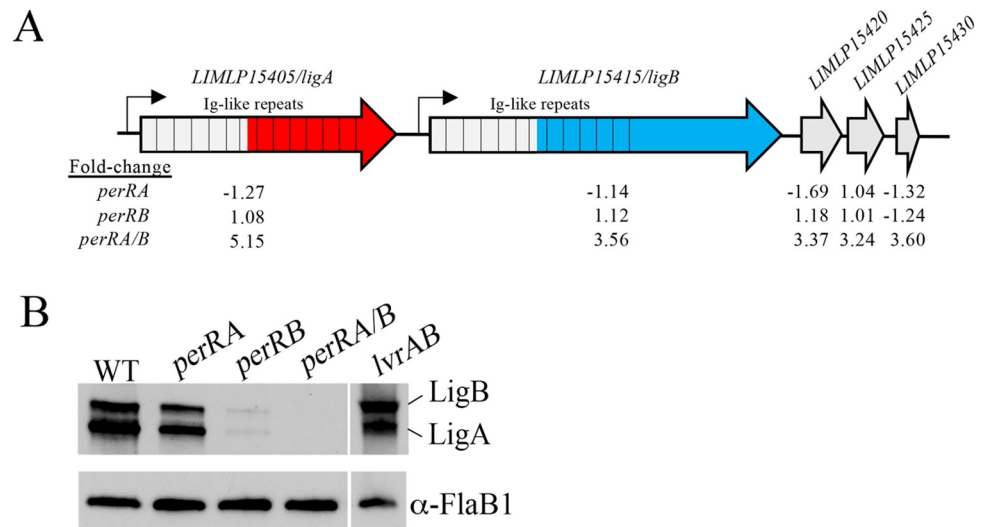 A
LIMLP15420
LIMLP15425
LIMLP15430
LIMLP15405/ligA
LIMLP15415/ligB
Ig-like repeats
Ig-like repeats
Fold-change
perRA -1.27 -1.14 -1.69 1.04 -1.32
perRB 1.08 1.12 1.18 1.01 -1.24
perRA/B 5.15 3.56 3.37 3.24 3.60
B
WT perRA perRB perRA/B lvrAB
LigB
LigA
α-FlaB1